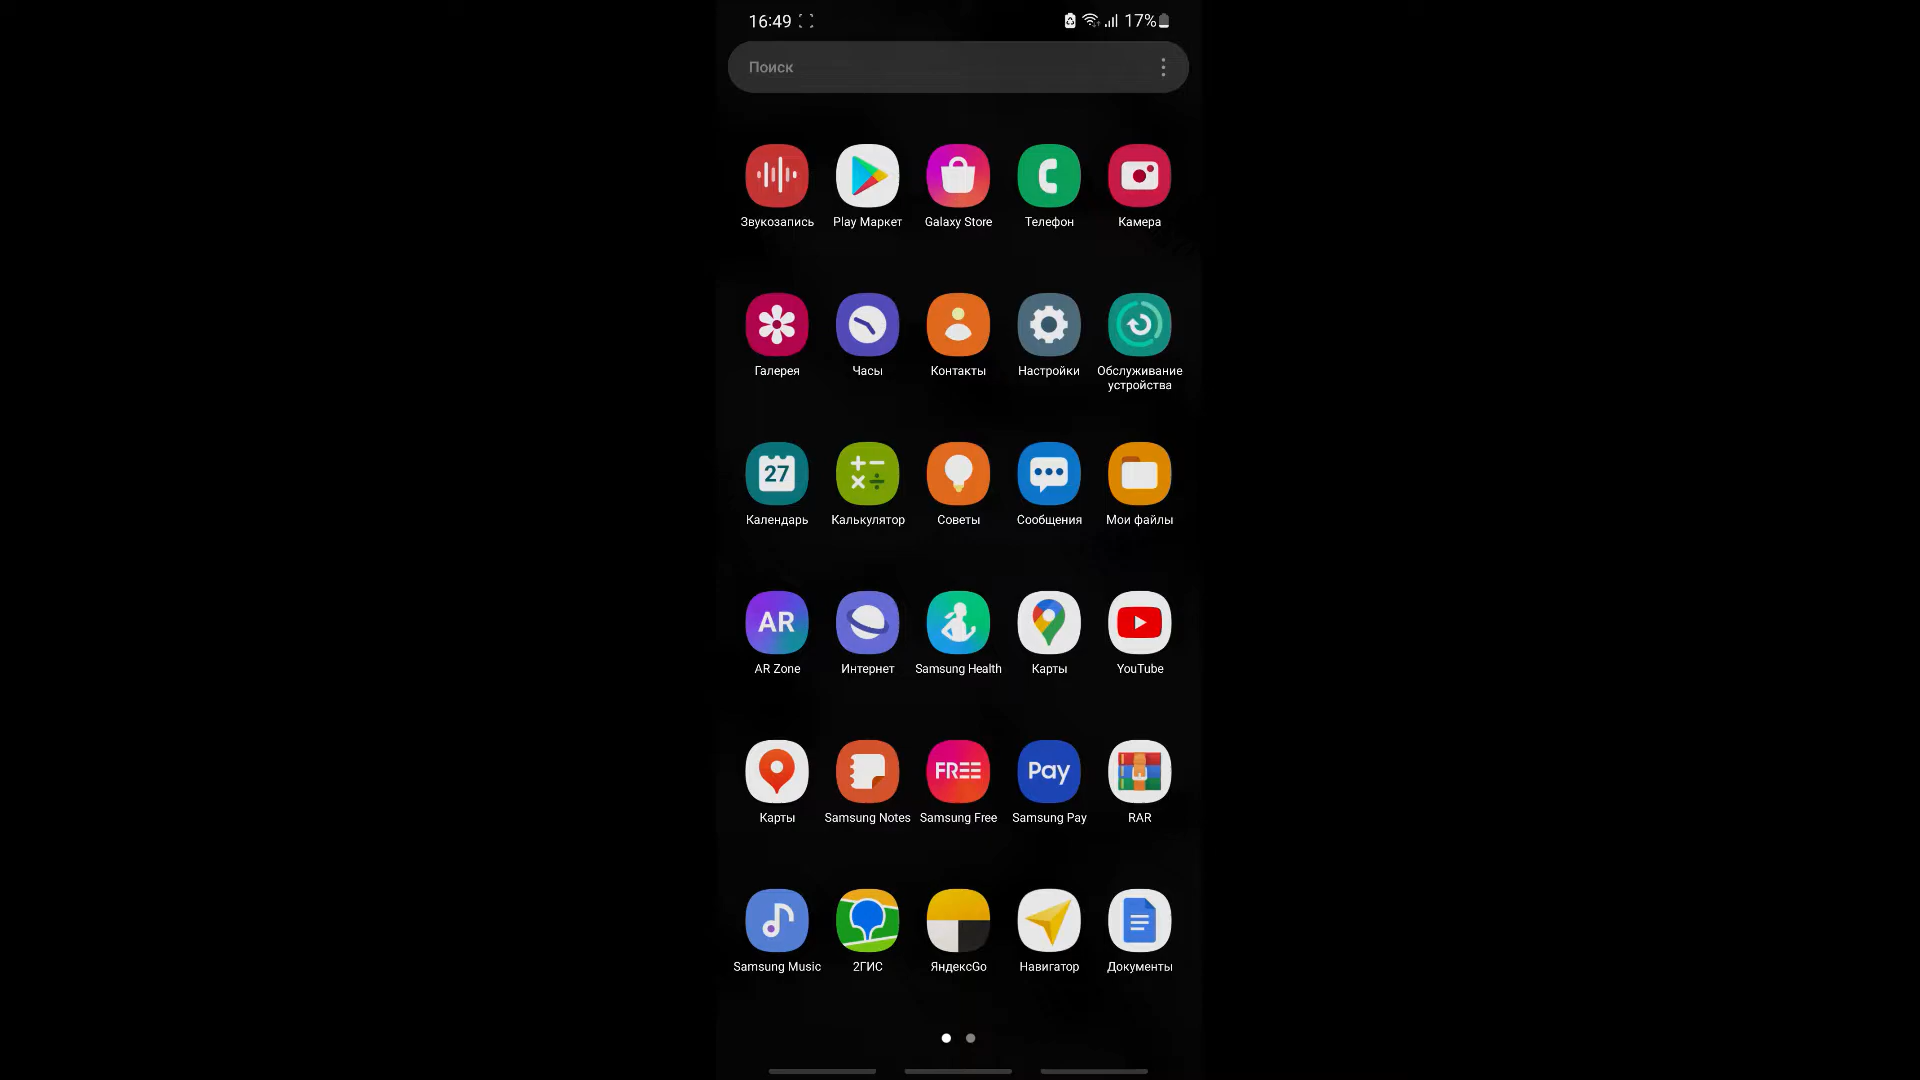 16:49 17%
Поиск
Звукозапись Play Маркет Galaxy Store Телефон Камера
Галерея Часы Контакты Настройки Обслуживание
устройства
27
Календарь Калькулятор Советы Сообщения Мои файлы
AR
AR Zone Интернет Samsung Health Карты YouTube
FREE Pay
Карты Samsung Notes Samsung Free Samsung Pay RAR
Samsung Music 2ГИС ЯндексGo Навигатор Документы